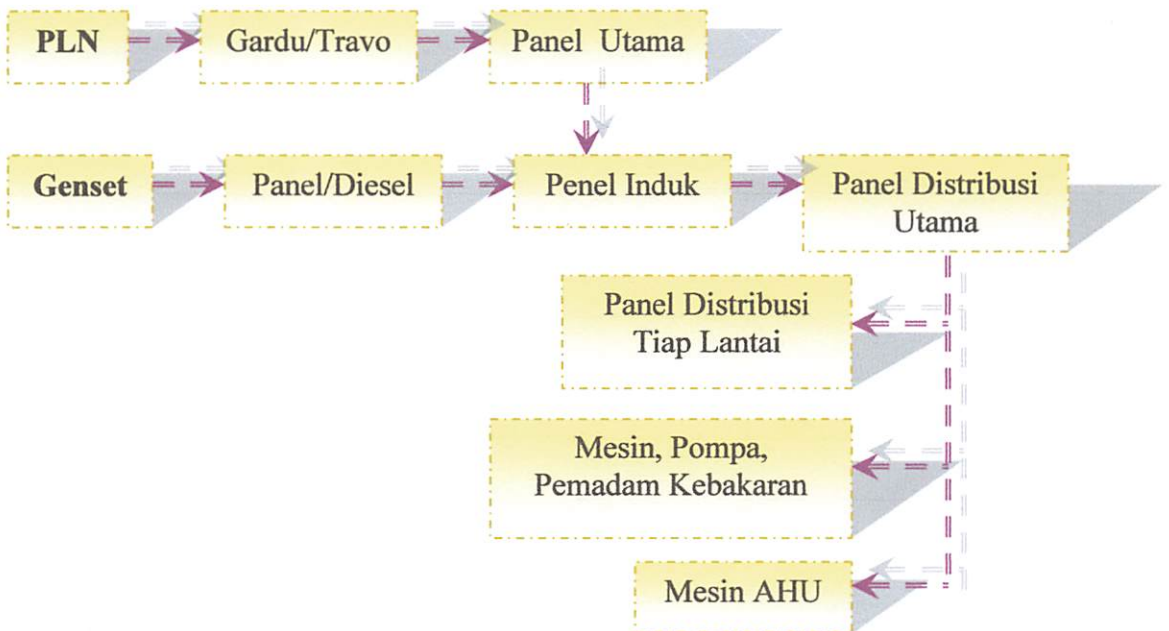 PLN
Gardu/Travo
Panel Utama
Genset
Panel/Diesel
Penel Induk
Panel Distribusi
Utama
Panel Distribusi
Tiap Lantai
Mesin, Pompa,
Pemadam Kebakaran
Mesin AHU